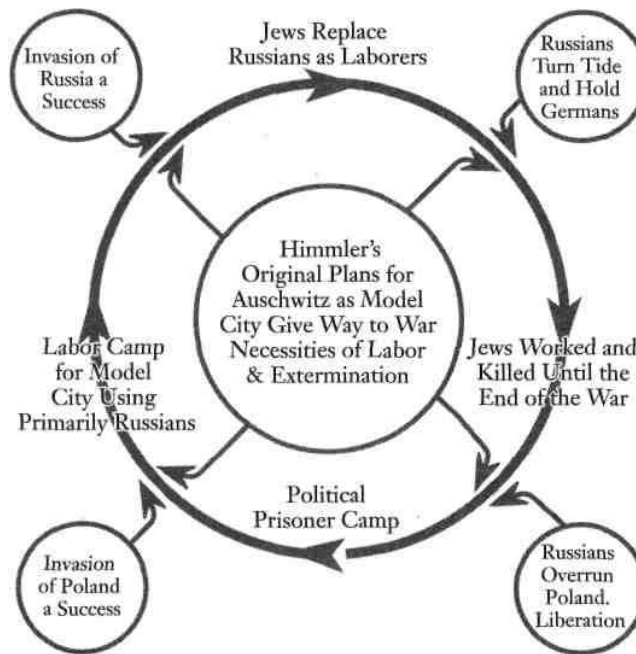 Invasion of
Russia a
Success
Jews Replace
Russians as Laborers
Russians
Turn Tide
and Hold
Germans
Himmler's
Original Plans for
Auschwitz as Model
City Give Way to War
Necessities of Labor
& Extermination
Labor Camp
for Model
City Using
Primarily Russians
Jews Worked and
Killed Until the
End of the War
Political
Prisoner Camp
Invasion
of Poland
a Success
Russians
Overrun
Poland.
Liberation